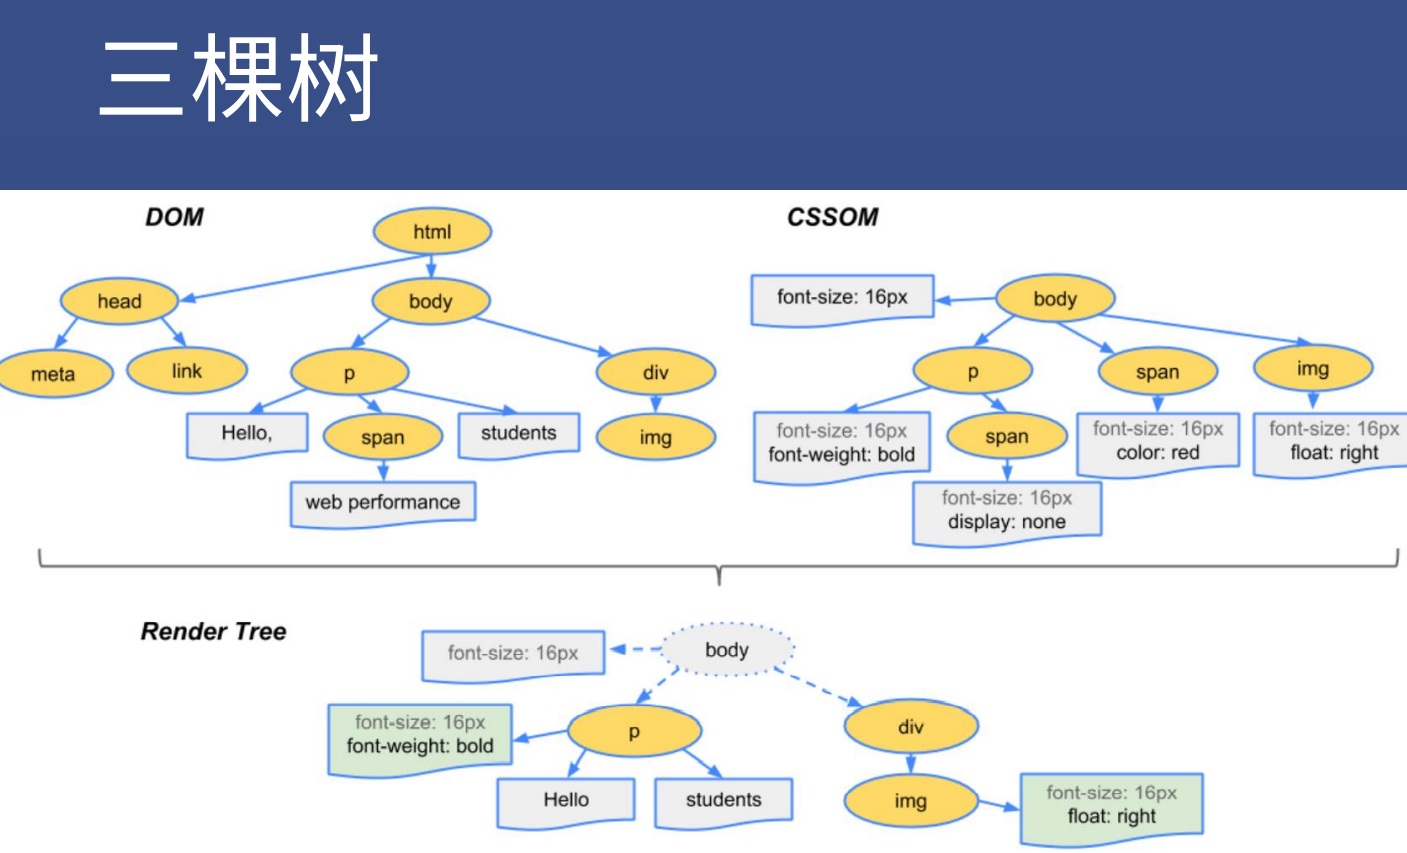 三棵树
DOM
html
head
body
meta
link
p
div
Hello,
span
students
img
web performance
CSSOM
font-size: 16px
body
p
span
img
font-size: 16px
font-weight: bold
span
font-size: 16px
color: red
font-size: 16px
float: right
font-size: 16px
display: none
Render Tree
font-size: 16px
body
font-size: 16px
font-weight: bold
p
div
Hello
students
img
font-size: 16px
float: right